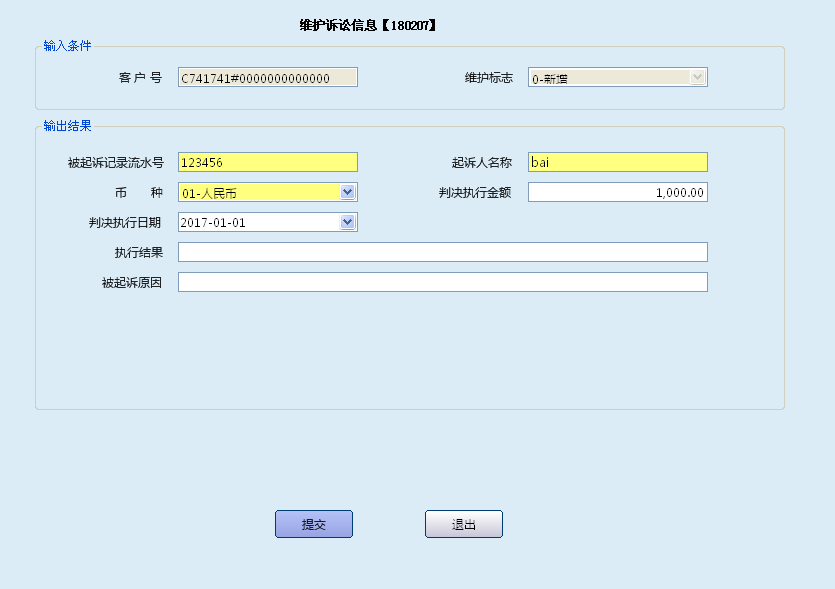 维护诉讼信息【180207】
输入条件
客 户 号 C741741#0000000000000 维护标志 0-新增
输出结果
被起诉记录流水号 123456 起诉人名称 bai
币 种 01-人民币 判决执行金额 1,000.00
判决执行日期 2017-01-01
执行结果
被起诉原因
提交 退出